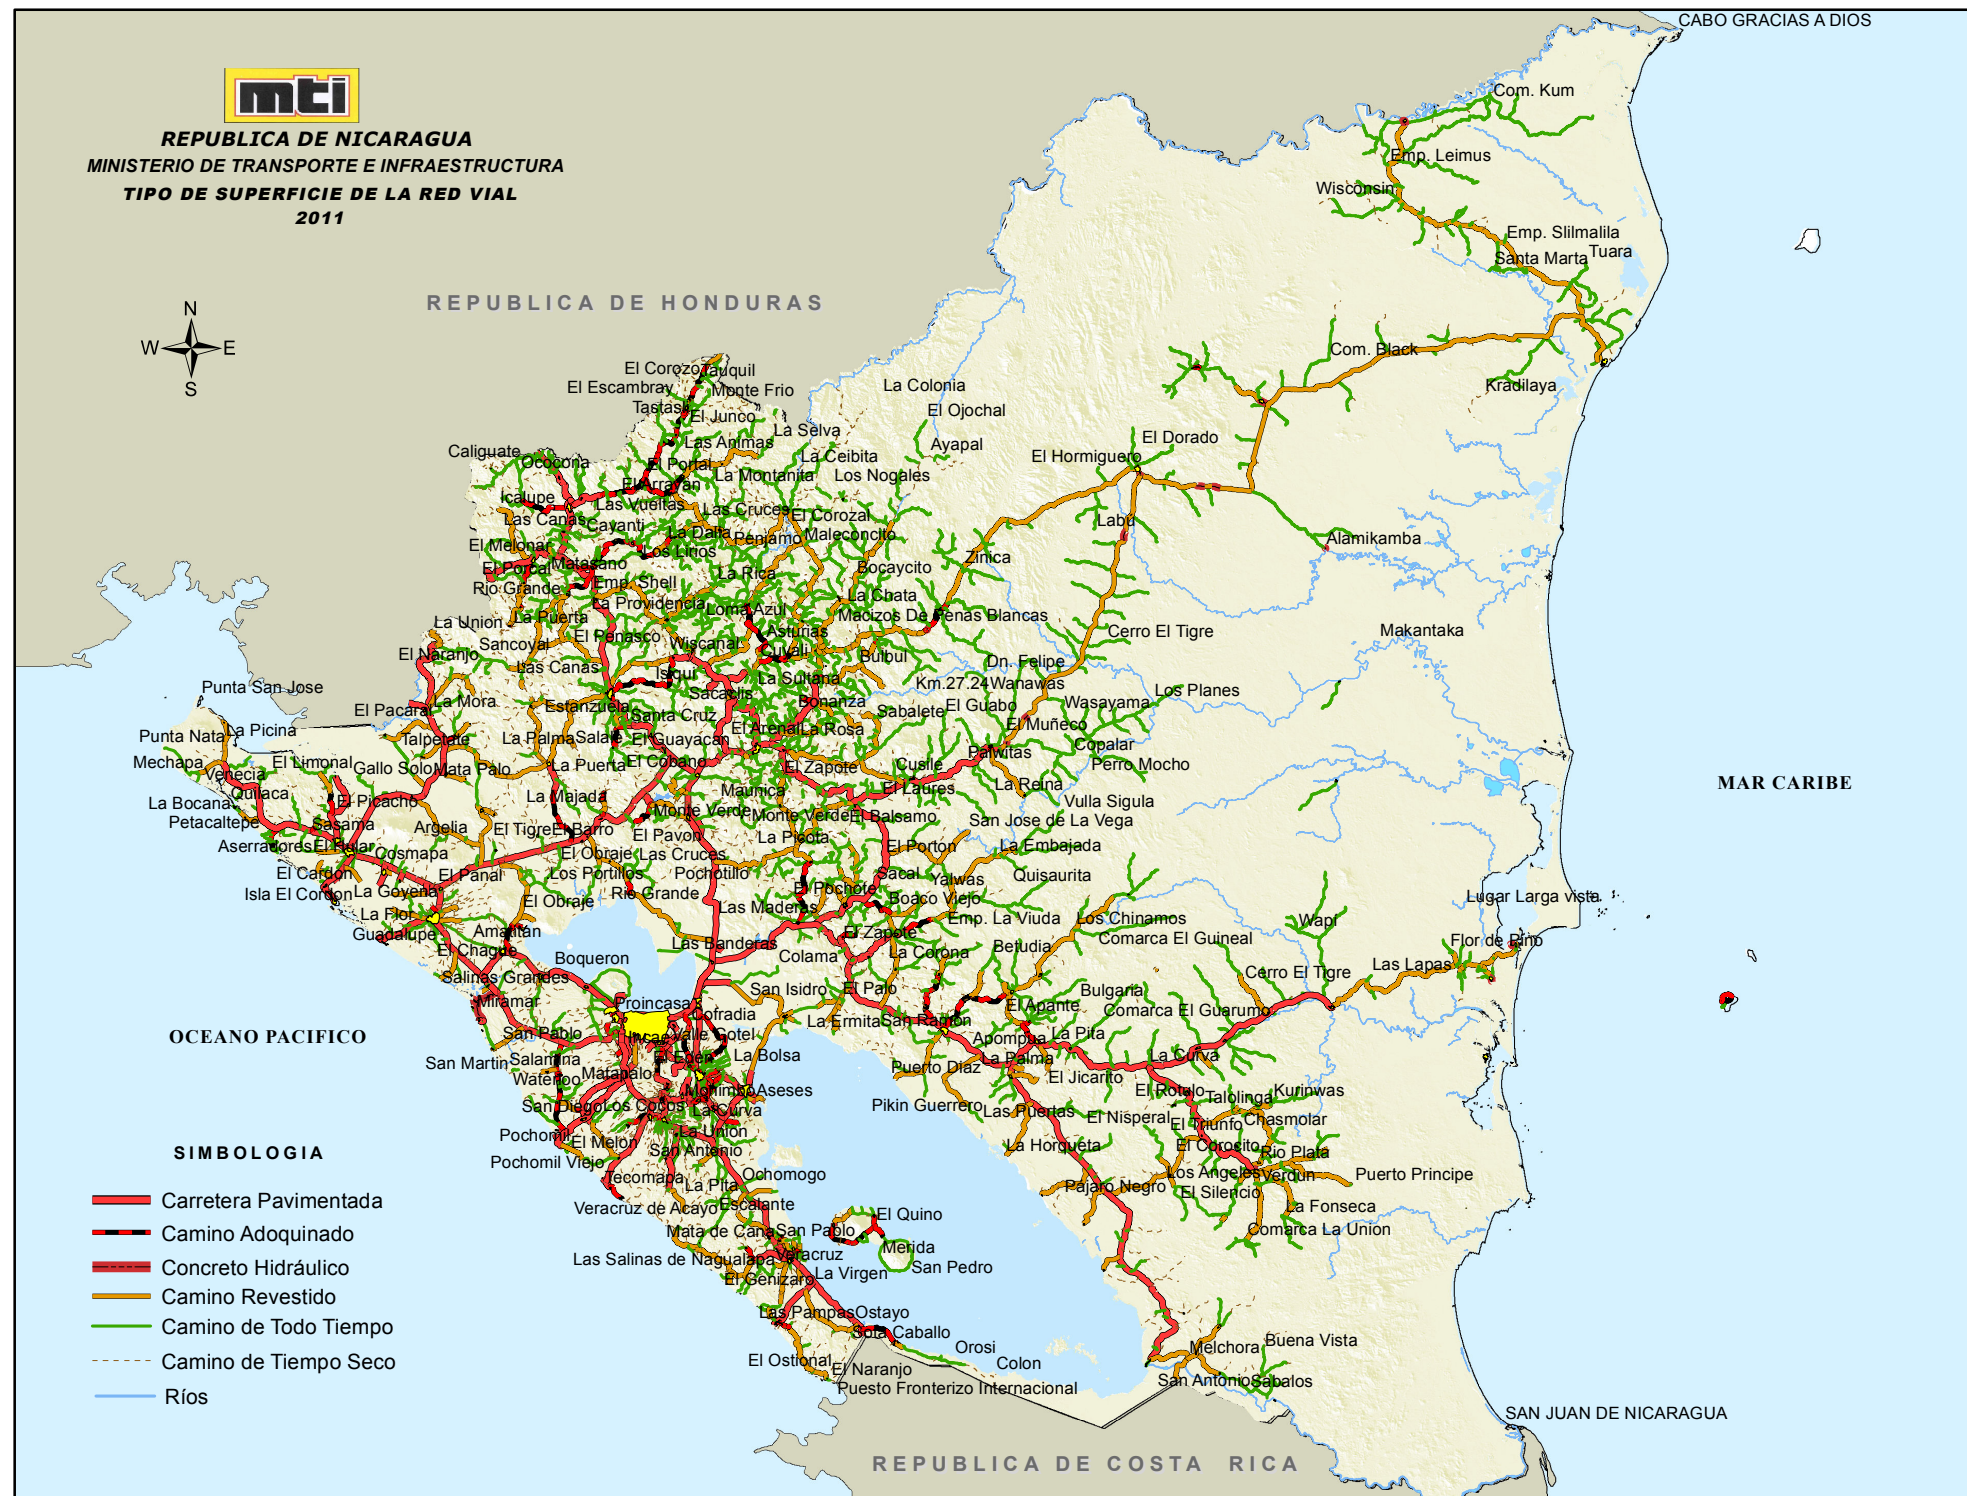 CABO GRACIAS A DIOS
mti
REPUBLICA DE NICARAGUA
MINISTERIO DE TRANSPORTE E INFRAESTRUCTURA
TIPO DE SUPERFICIE DE LA RED VIAL
2011
Com. Kum
Emp. Leimus
Wisconsin
Emp. Slilmalila
Tuara
Santa Marta
REPUBLICA DE HONDURAS
N
W E
S
Com. Black
Kradilaya
El Corozo
Tauquil
El Escambray
Monte Frio
La Colonia
Tastasli
El Junco
El Ojochal
La Selva
Las Animas
Ayapal
El Dorado
Caliguate
Ococona
La Ceibita
El Hormiguero
El Portal
La Montanita
Los Nogales
El Arrayan
Icalupe
Las Vueltas
Las Cruces
El Corozal
Las Canas
Cayanti
Labu
La Dalia
Penjamo
Maleconcito
Alamikamba
El Melonar
Los Lirios
Zinica
El Porcal
Matasano
Bocaycito
La Rica
Rio Grande
Emp. Shell
La Chata
La Providencia
Loma Azul
Macizos De Penas Blancas
La Union
La Puerta
Asturias
Cerro El Tigre
Makantaka
Sancoyal
El Penasco
Wiscanal
Cuvali
El Naranjo
Las Canas
Bulbul
Dn. Felipe
Isiqui
La Sultana
Km.27.24
Wanawas
Punta San Jose
Sacaclis
Los Planes
La Mora
Estanzuela
Bonanza
Wasayama
El Pacaral
Santa Cruz
Sabalete
El Guabo
La Picina
El Arenal
La Rosa
El Muñeco
Punta Nata
Talpetate
La Palma
Salale
El Guayacan
Copalar
Mechapa
El Limonal
Gallo Solo
Mata Palo
La Puerta
El Cobano
El Zapote
Cusile
Palwitas
Perro Mocho
Venecia
MAR CARIBE
Quilaca
El Picacho
La Majada
Maunica
El Laures
La Reina
La Bocana
Monte Verde
Monte Verde
El Balsamo
Vulla Sigula
Petacaltepe
Sasama
Argelia
El Tigre
El Barro
El Pavon
La Picota
San Jose de La Vega
Aserradores
El Hular
Cosmapa
El Obraje
Las Cruces
El Portón
La Embajada
El Cardon
El Panal
Los Portillos
Pochotillo
Sacal
Yalwas
Quisaurita
Isla El Cordon
La Goyena
Rio Grande
El Pochote
Boaco Viejo
Lugar Larga vista
La Flor
El Obraje
Las Maderas
Emp. La Viuda
Los Chinamos
Wapi
Guadalupe
Amatitán
El Zapote
Comarca El Guineal
Flor de Pino
El Chague
Las Banderas
Colama
La Corona
Betudia
Las Lapas
Boqueron
Cerro El Tigre
Salinas Grandes
San Isidro
El Palo
Bulgaria
Miramar
Proincasa
El Apante
Comarca El Guarumo
Cofradia
La Ermita
San Ramon
OCEANO PACIFICO
San Pablo
Valle Gotel
Apompua
La Pita
San Martin
Salamina
El Eden
La Bolsa
La Palma
La Curva
Puerto Diaz
Waterloo
Matapalo
El Jicarito
Monimbo
Aseses
El Rotulo
Kurinwas
San Diego
Los Cocos
La Curva
Pikin Guerrero
Las Puertas
El Nisperal
Talolinga
Pochomil
El Melon
La Union
La Horqueta
El Triunfo
Chasmolar
San Antonio
El Corocito
Rio Plata
Pochomil Viejo
Tecomapa
La Pita
Ochomogo
Los Angeles
Verdun
Puerto Principe
Pajaro Negro
El Silencio
Veracruz de Acayo
Escalante
La Fonseca
El Quino
Mata de Cana
San Pablo
Comarca La Union
Merida
Las Salinas de Nagualapa
Veracruz
San Pedro
El Genizaro
La Virgen
Las Pampas
Ostayo
Sota Caballo
Orosi
Melchora
Buena Vista
El Ostional
El Naranjo
Colon
San Antonio
Sabalos
Puesto Fronterizo Internacional
SAN JUAN DE NICARAGUA
REPUBLICA DE COSTA RICA
SIMBOLOGIA
Carretera Pavimentada
Camino Adoquinado
Concreto Hidráulico
Camino Revestido
Camino de Todo Tiempo
Camino de Tiempo Seco
Ríos